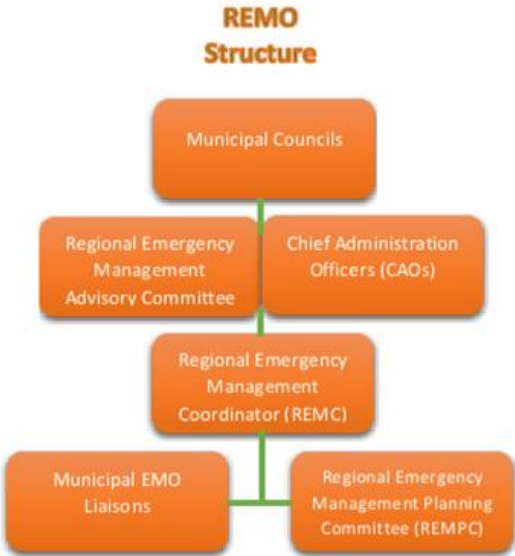 REMO
Structure
Municipal Councils
Regional Emergency
Management
Advisory Committee
Chief Administration
Officers (CAOs)
Regional Emergency
Management
Coordinator (REMC)
Municipal EMO
Liaisons
Regional Emergency
Management Planning
Committee (REMPC)